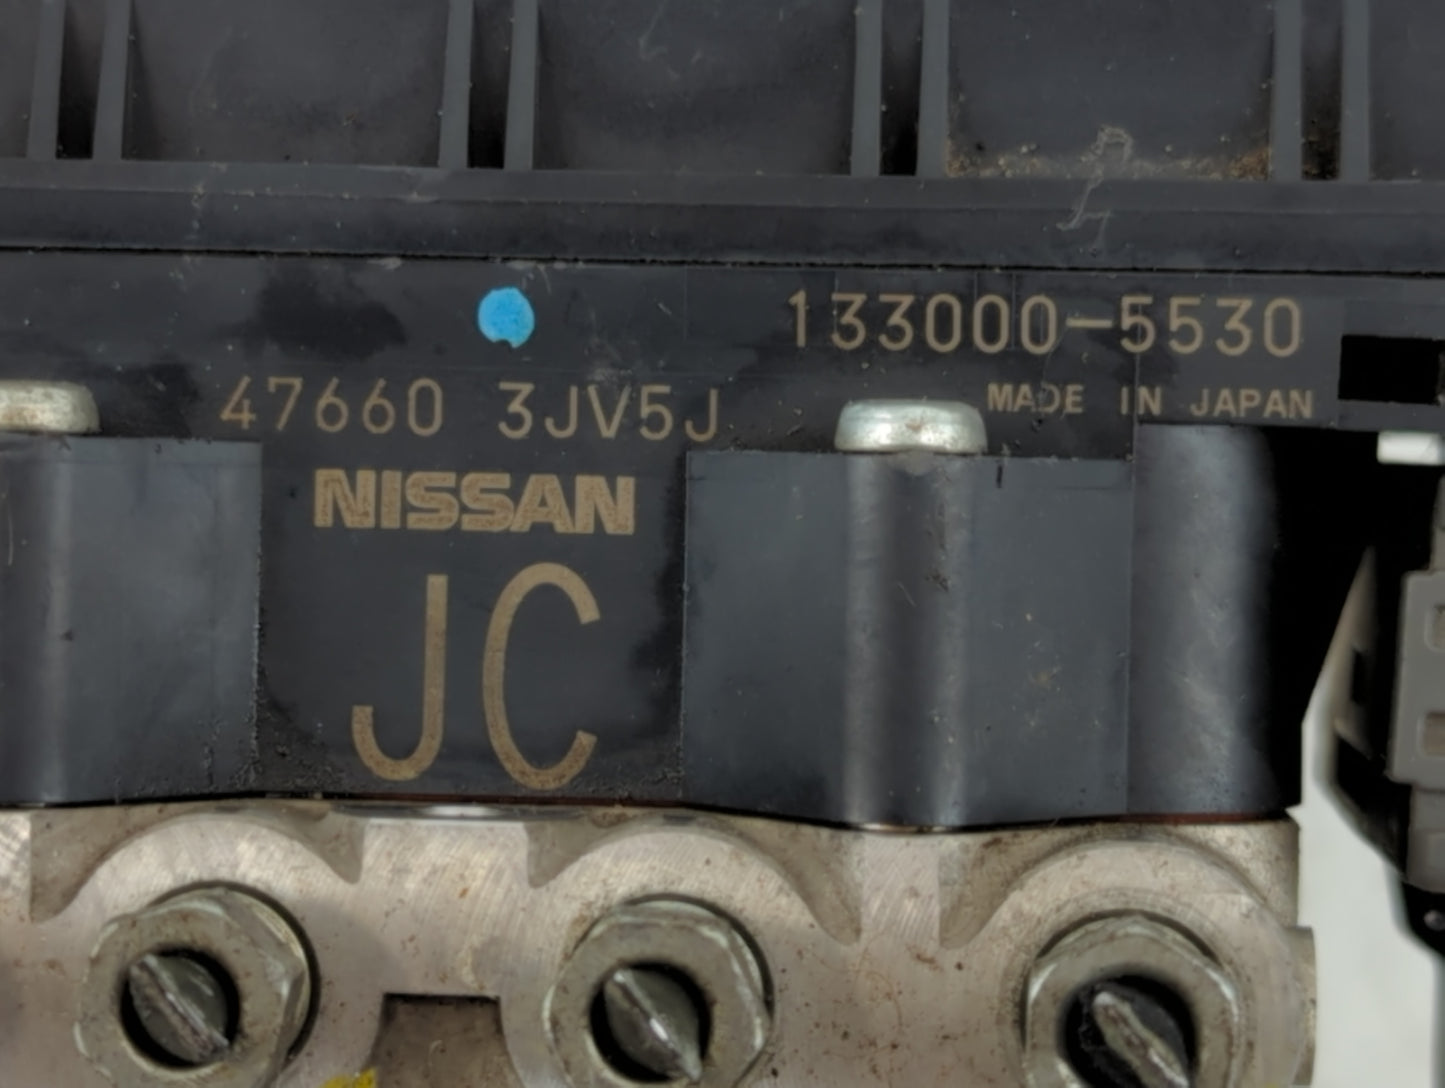 133000-5530
47660 3JV5J
MADE IN JAPAN
NISSAN
JC